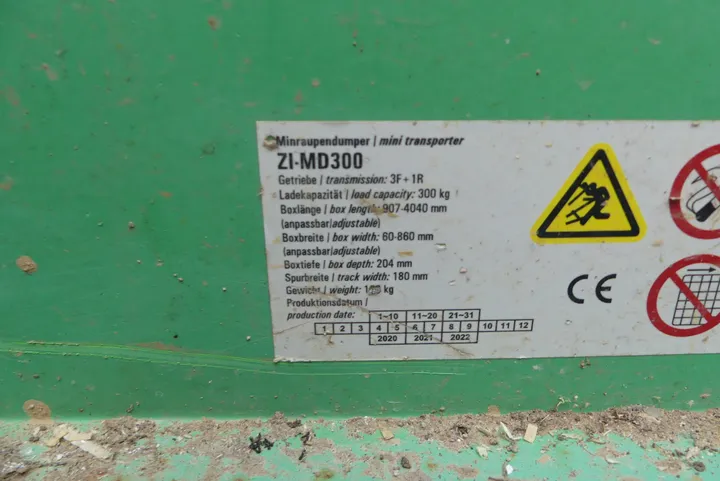 Minraupendumper / mini transporter
ZI-MD300
Getriebe / transmission: 3F + 1R
Ladekapazität / load capacity: 300 kg
Boxlänge / box length: 907-4040 mm
(anpassbar/adjustable)
Boxbreite / box width: 60-860 mm
(anpassbar/adjustable)
Boxtiefe / box depth: 204 mm
Spurbreite / track width: 180 mm
Gewicht / weight: kg
Produktionsdatum /
production date: 1~10 11~20 21~31
1 2 3 4 5 6 7 8 9 10 11 12
2020 2021 2022
CE